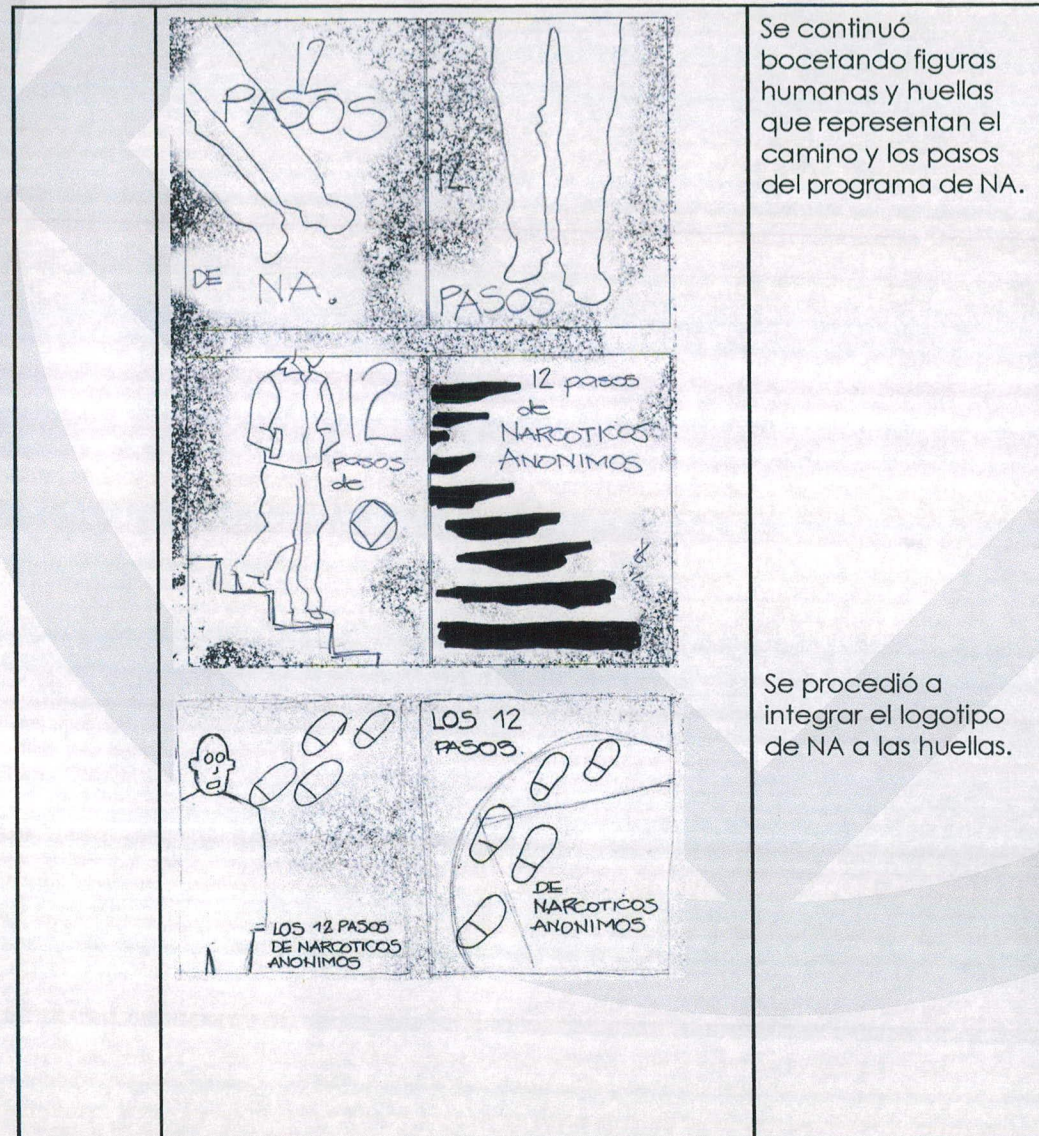 12
PASOS
DE NA.
12
PASOS
Se continuó
bocetando figuras
humanas y huellas
que representan el
camino y los pasos
del programa de NA.
12
pasos
de
12 pasos
de
NARCOTICOS
ANONIMOS
LOS 12 PASOS
DE NARCOTICOS
ANONIMOS
LOS 12
PASOS.
DE
NARCOTICOS
ANONIMOS
Se procedió a
integrar el logotipo
de NA a las huellas.